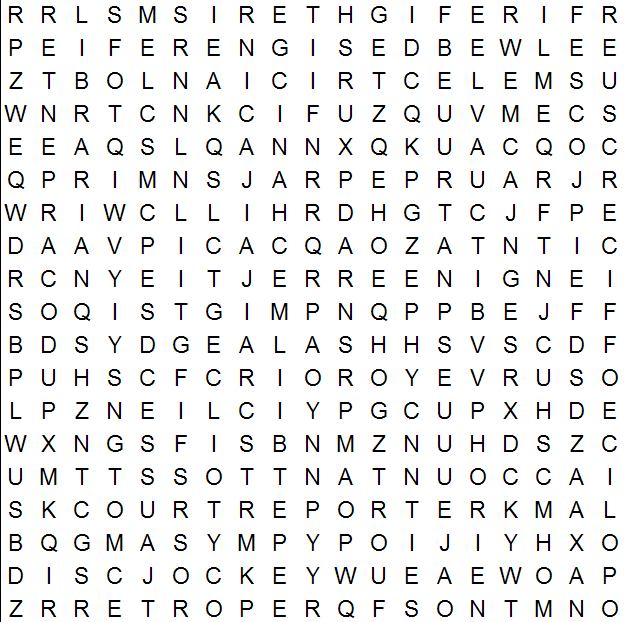 R R L S M S I R E T H G I F E R I F R
P E I F E R E N G I S E D B E W L E E
Z T B O L N A I C I R T C E L E M S U
W N R T C N K C I F U Z Q U V M E C S
E E A Q S L Q A N N X Q K U A C Q O C
Q P R I M N S J A R P E P R U A R J R
W R I W C L L I H R D H G T C J F P E
D A A V P I C A C Q A O Z A T N T I C
R C N Y E I T J E R R E E N I G N E I
S O Q I S T G I M P N Q P P B E J F F
B D S Y D G E A L A S H H S V S C D F
P U H S C F C R I O R O Y E V R U S O
L P Z N E I L C I Y P G C U P X H D E
W X N G S F I S B N M Z N U H D S Z C
U M T T S S O T T N A T N U O C C A I
S K C O U R T R E P O R T E R K M A L
B Q G M A S Y M P Y P O I J I Y H X O
D I S C J O C K E Y W U E A E W O A P
Z R R E T R O P E R Q F S O N T M N O